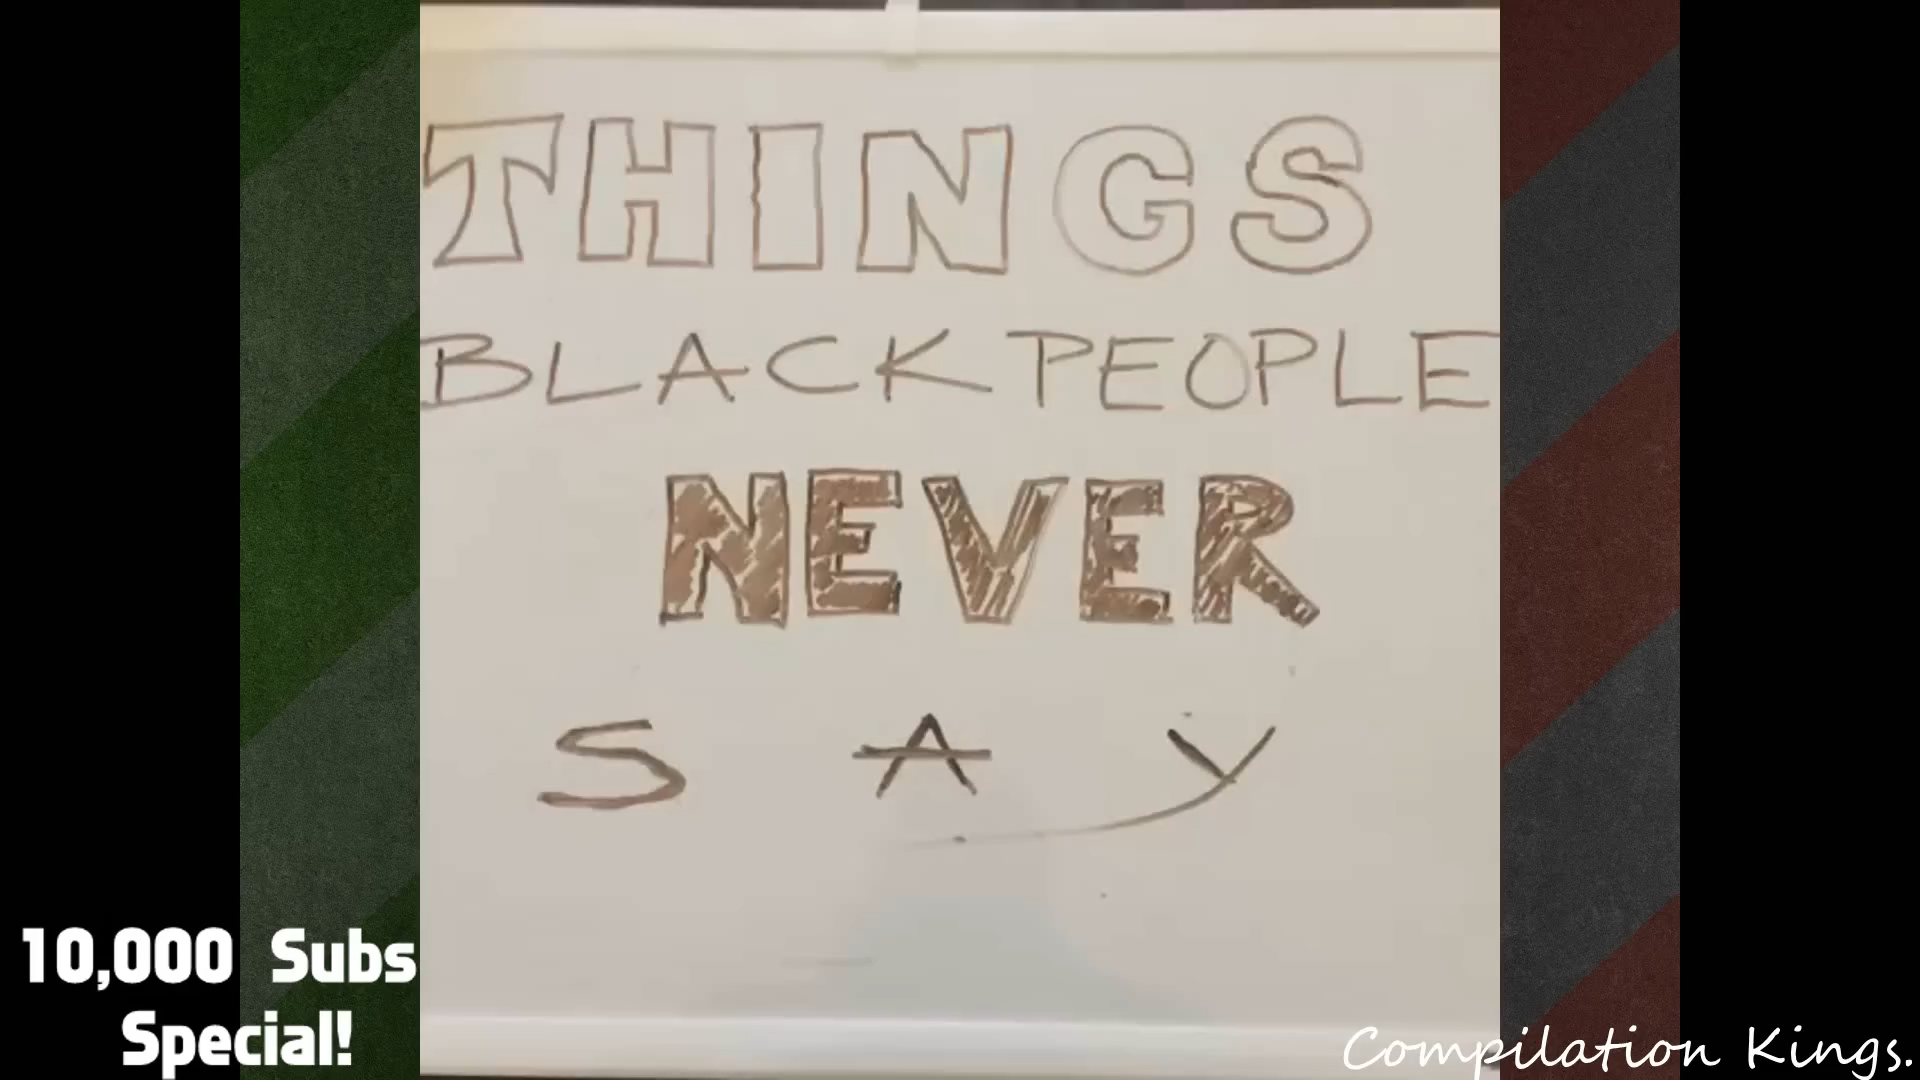 THINGS
BLACK PEOPLE
NEVER
SAY
10,000 Subs
Special!
Compilation Kings.